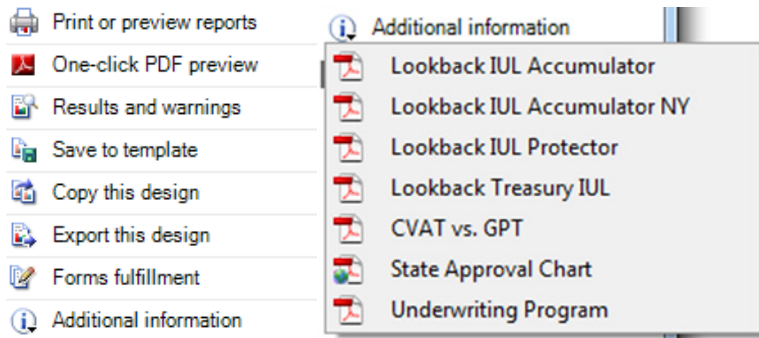 Print or preview reports
One-click PDF preview
Results and warnings
Save to template
Copy this design
Export this design
Forms fulfillment
Additional information
Additional information
Lookback IUL Accumulator
Lookback IUL Accumulator NY
Lookback IUL Protector
Lookback Treasury IUL
CVAT vs. GPT
State Approval Chart
Underwriting Program